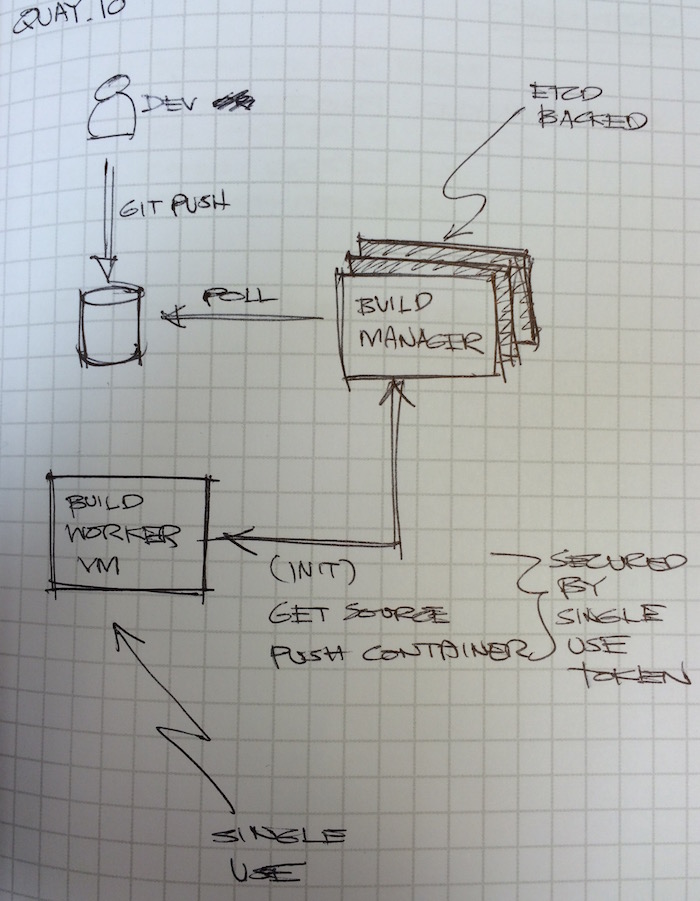 QUAY.IO
DEV
ETCD
BACKED
GIT PUSH
POLL
BUILD
MANAGER
BUILD
WORKER
VM
(INIT)
GET SOURCE
PUSH CONTAINER
SECURED
BY
SINGLE
USE
TOKEN
SINGLE
USE